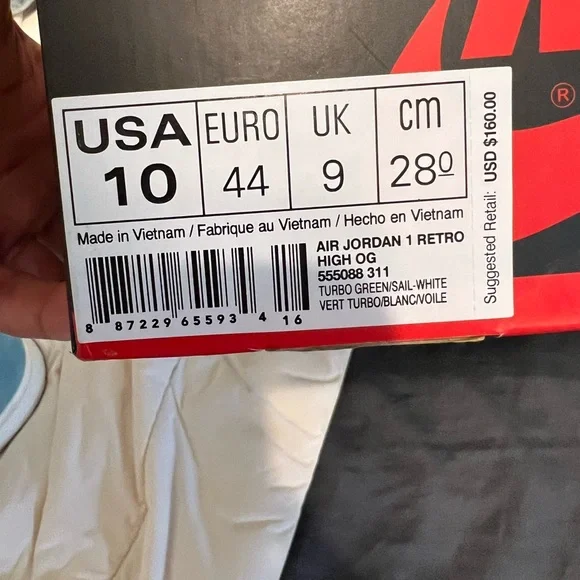 USA EURO UK cm
10 44 9 28⁰
Made in Vietnam / Fabrique au Vietnam / Hecho en Vietnam
AIR JORDAN 1 RETRO
HIGH OG
555088 311
TURBO GREEN/SAIL-WHITE
VERT TURBO/BLANC/VOILE
8 87229 65593 4 16
Suggested Retail: USD $160.00
®